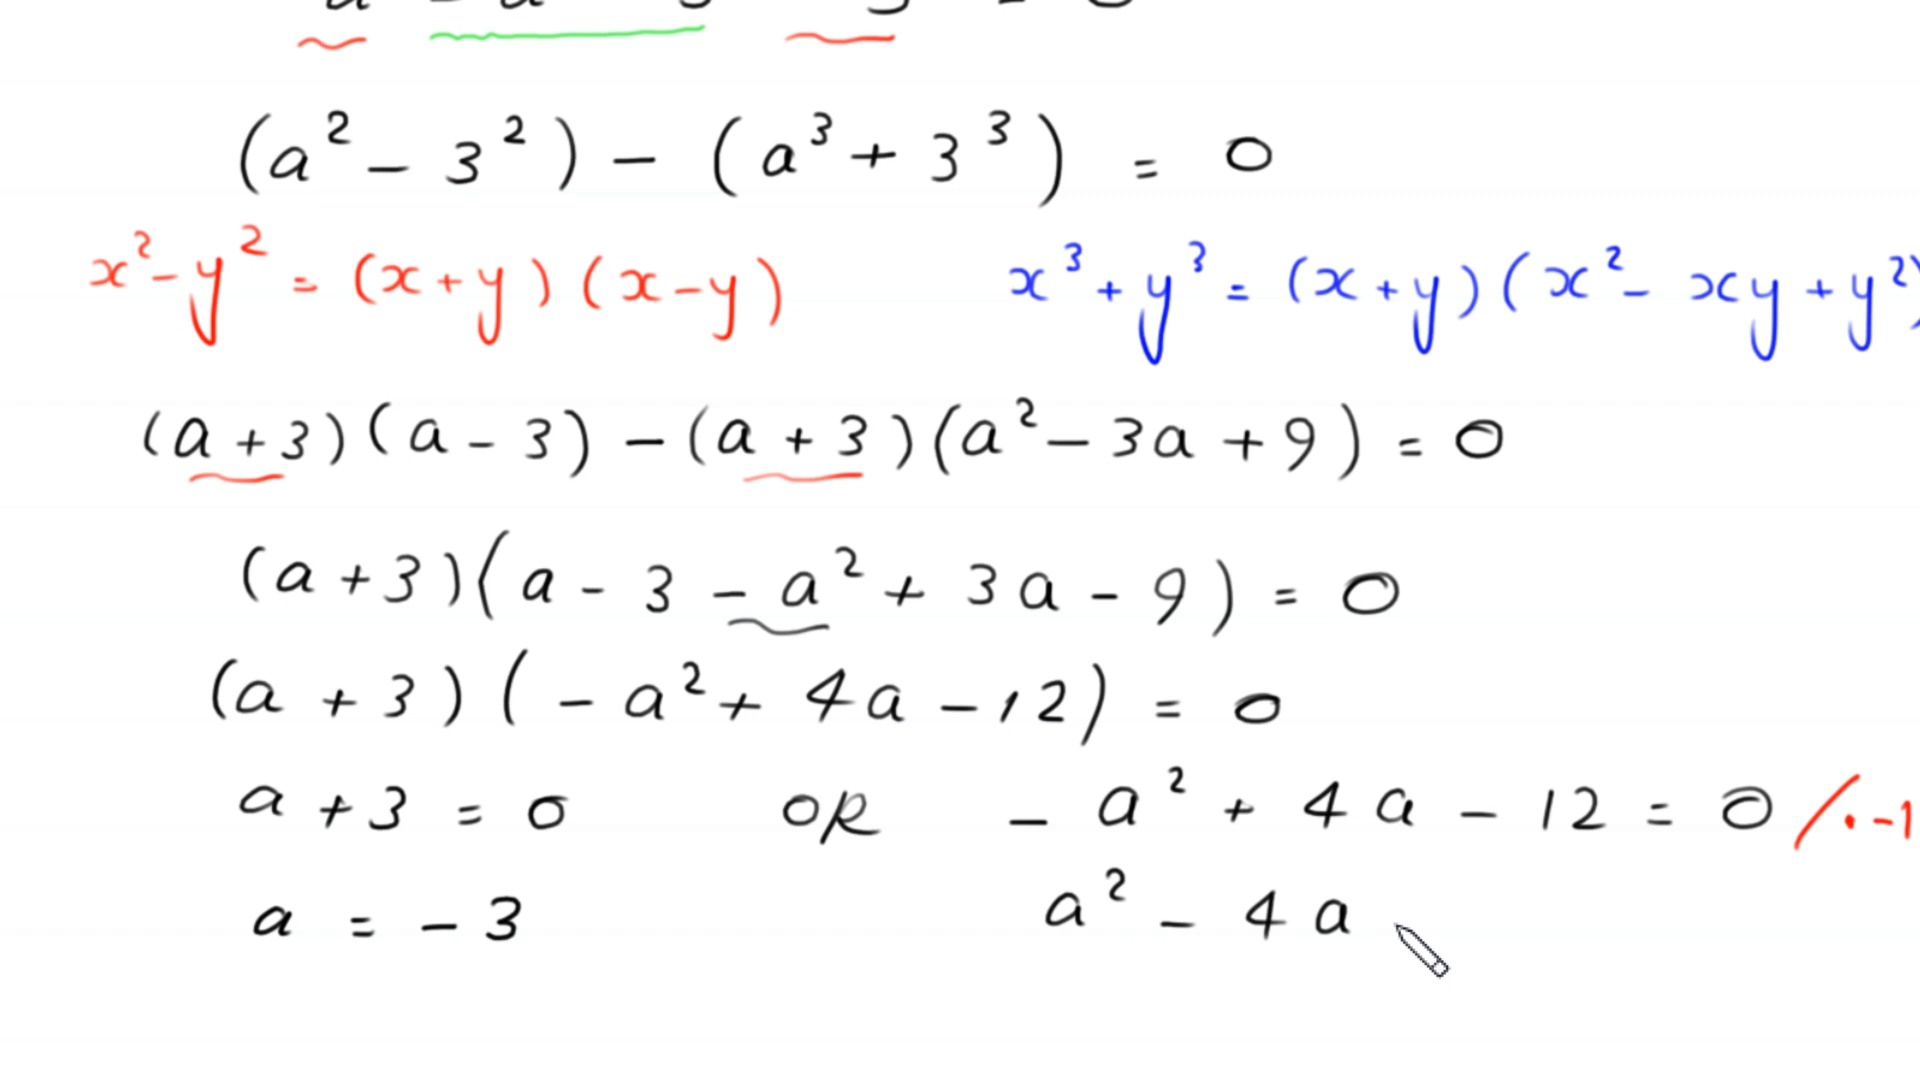 (a² - 3²) - (a³ + 3³) = 0
x² - y² = (x + y)(x - y) x³ + y³ = (x + y)(x² - xy + y²)
(a + 3)(a - 3) - (a + 3)(a² - 3a + 9) = 0
(a + 3)(a - 3 - a² + 3a - 9) = 0
(a + 3)(- a² + 4a - 12) = 0
a + 3 = 0 OR - a² + 4a - 12 = 0 / · -1
a = - 3 a² - 4a